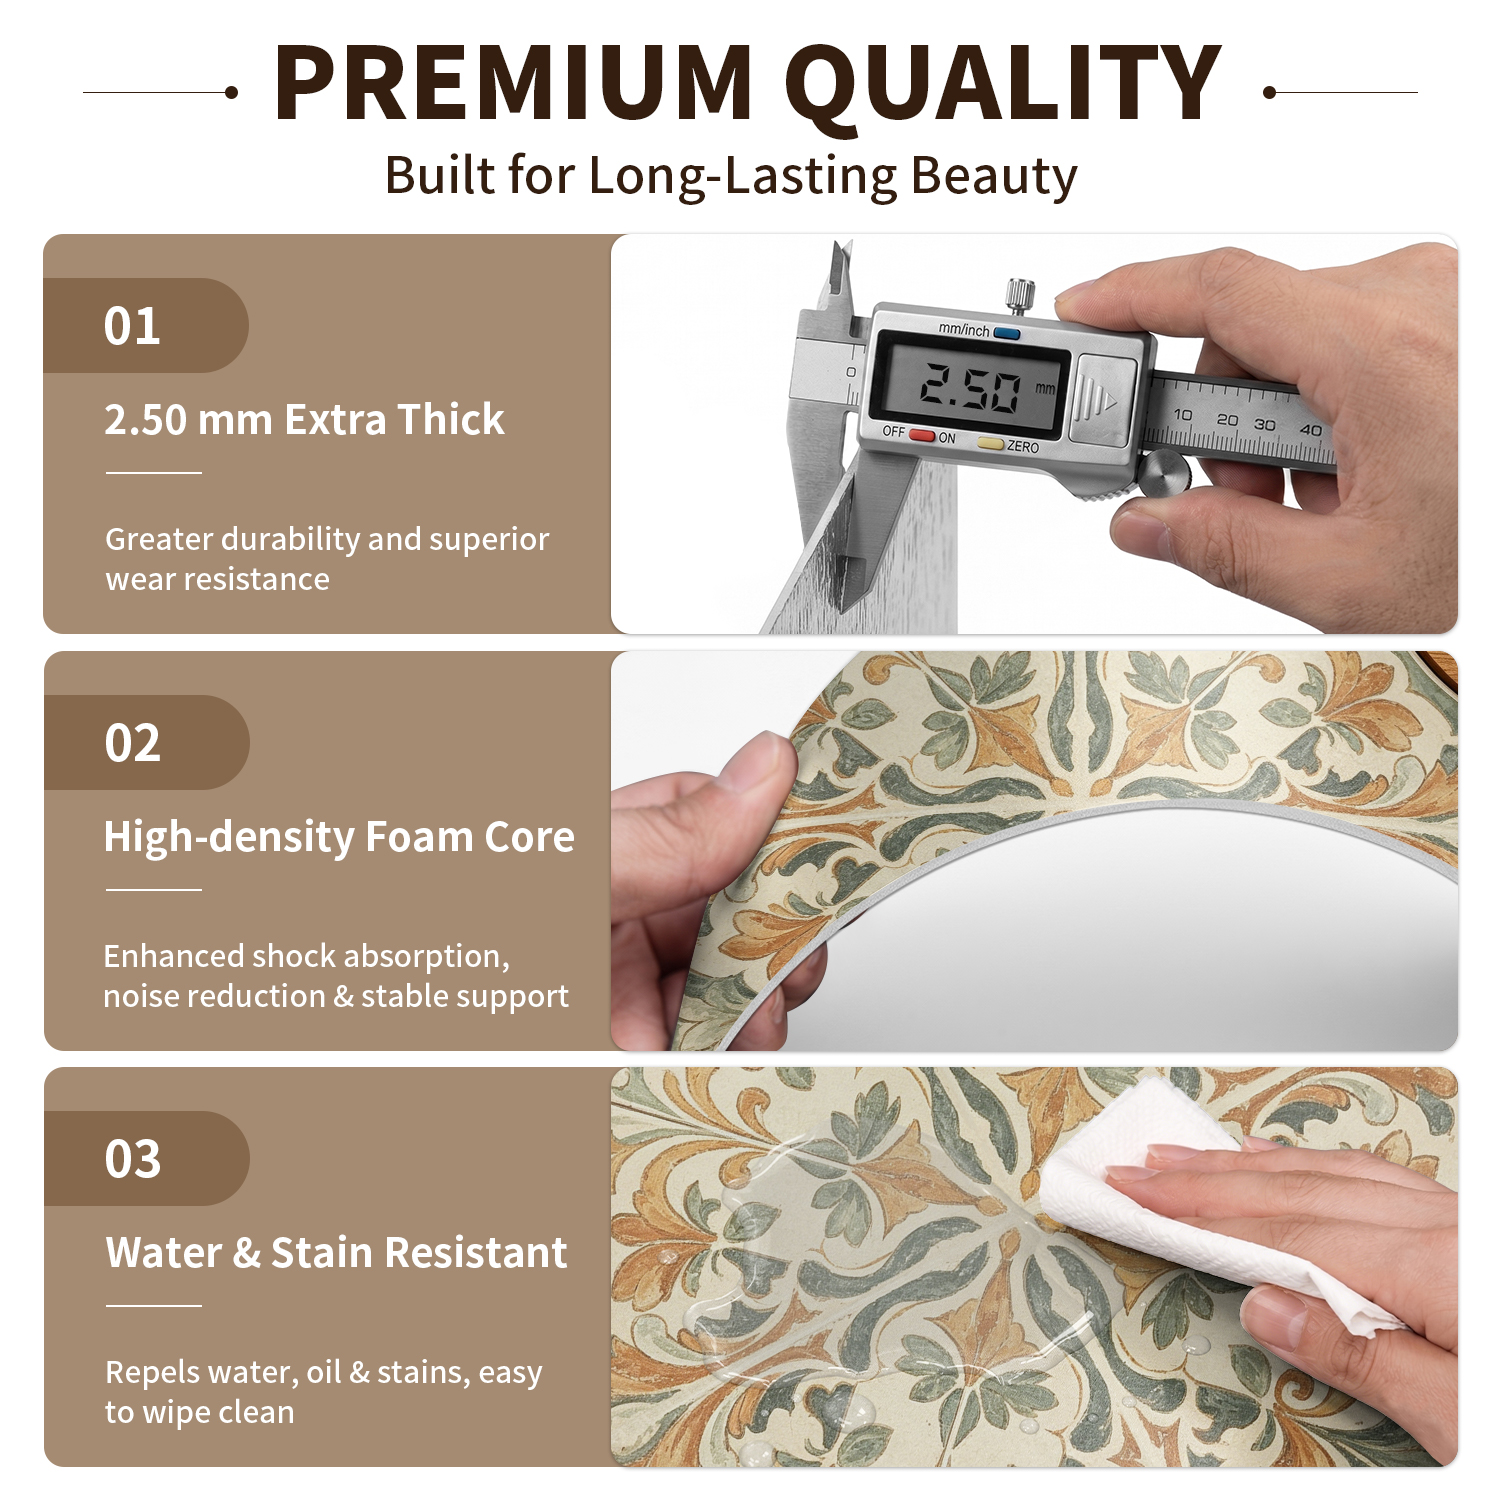 PREMIUM QUALITY
Built for Long-Lasting Beauty
01
2.50 mm Extra Thick
Greater durability and superior
wear resistance
mm/inch
0
2.50 mm
OFF ON ZERO
10 20 30 40
02
High-density Foam Core
Enhanced shock absorption,
noise reduction & stable support
03
Water & Stain Resistant
Repels water, oil & stains, easy
to wipe clean